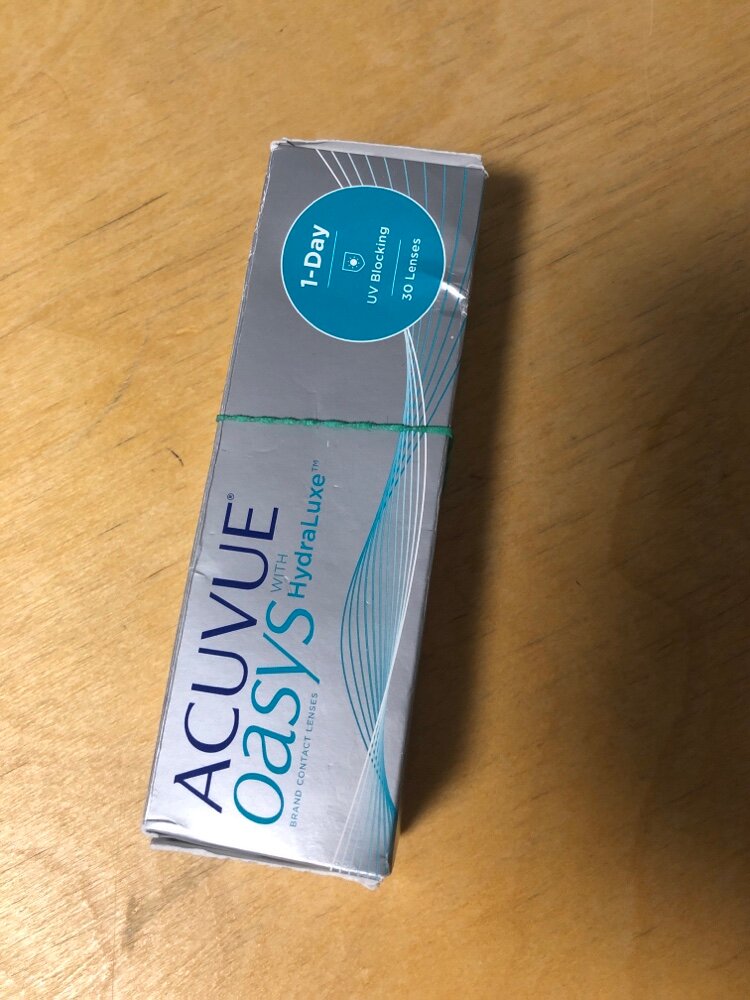 1-Day
UV Blocking
30 Lenses
ACUVUE®
oasys WITH
HydraLuxe™
BRAND CONTACT LENSES